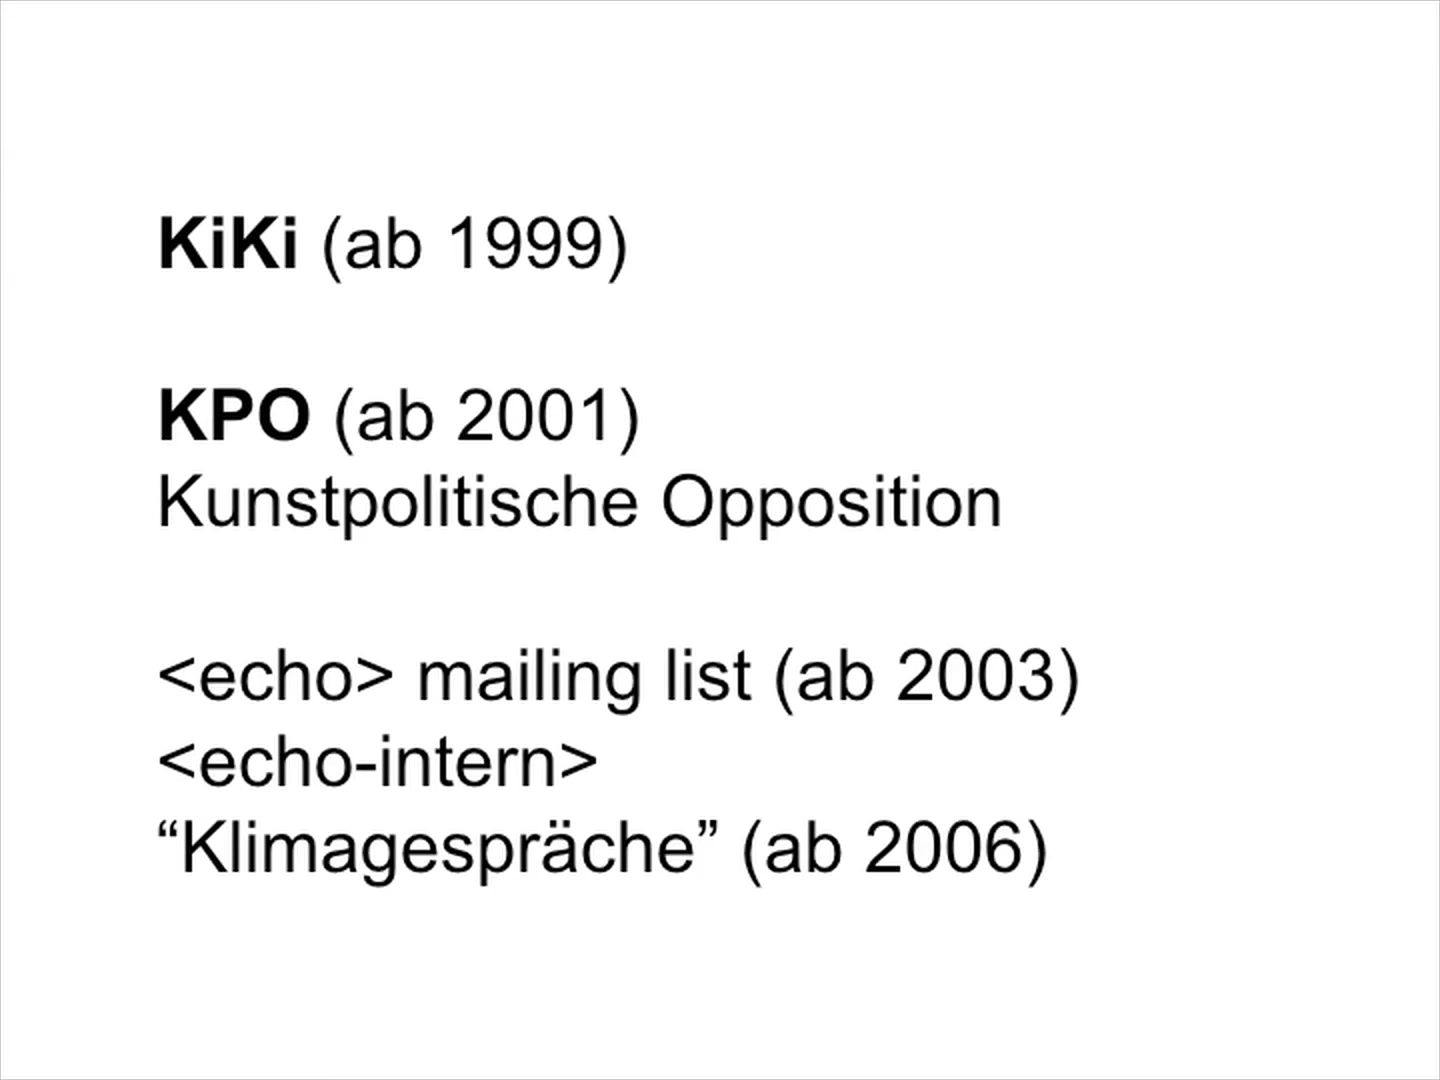 KiKi (ab 1999)
KPO (ab 2001)
Kunstpolitische Opposition
<echo> mailing list (ab 2003)
<echo-intern>
“Klimagespräche” (ab 2006)